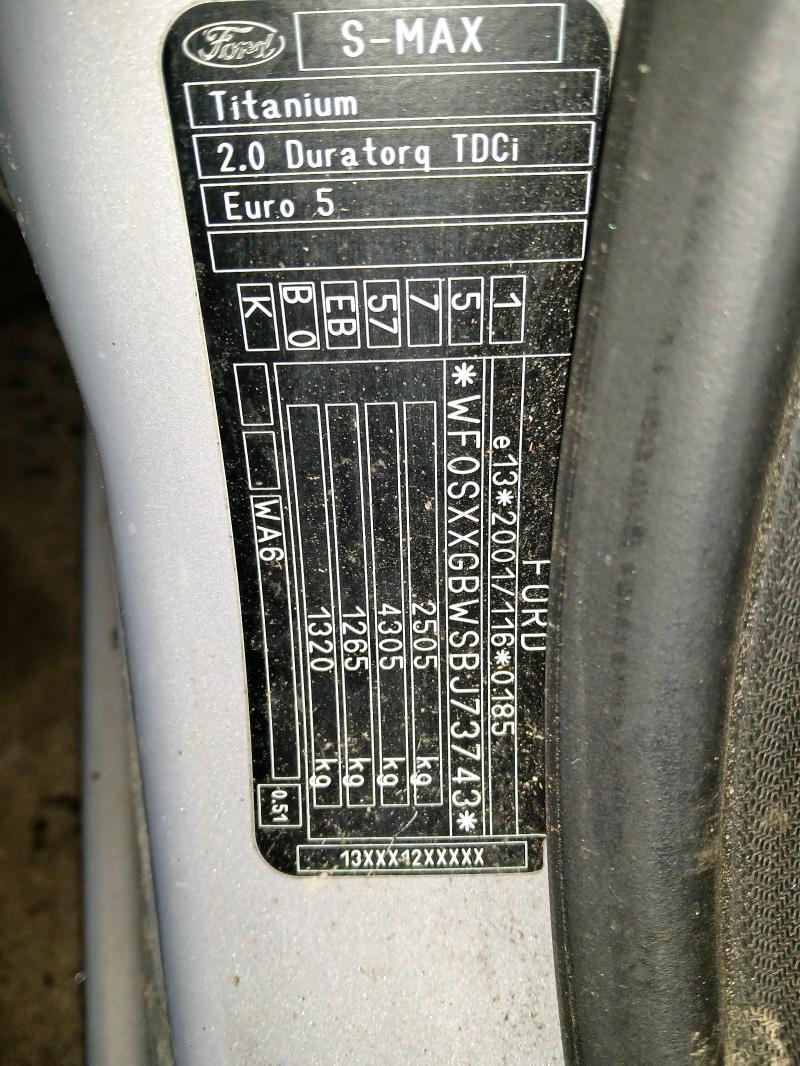 Ford
S-MAX
Titanium
2.0 Duratorq TDCi
Euro 5
1
5
7
57
EB
B 0
K
FORD
e13*2001/116*0185
*WF0SXXGBWSBJ73743*
2505 kg
4305 kg
1265 kg
1320 kg
WA6
0.51
13XXX12XXXXX